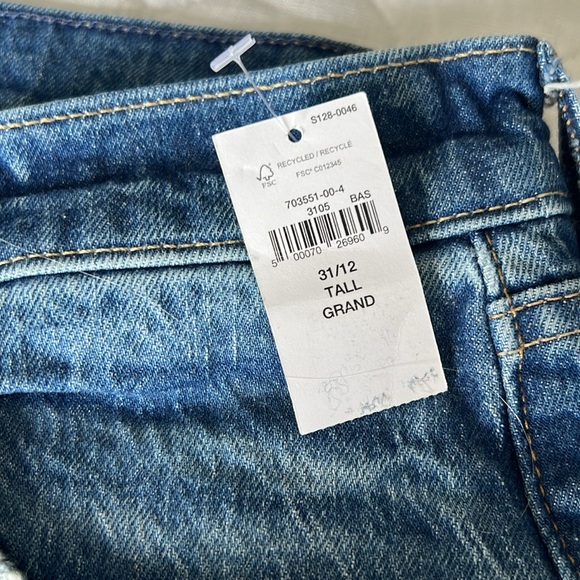 S128-0046
RECYCLED / RECYCLÉ
FSC® C012345
FSC
703551-00-4
3105 BAS
5 00070 26960 9
31/12
TALL
GRAND